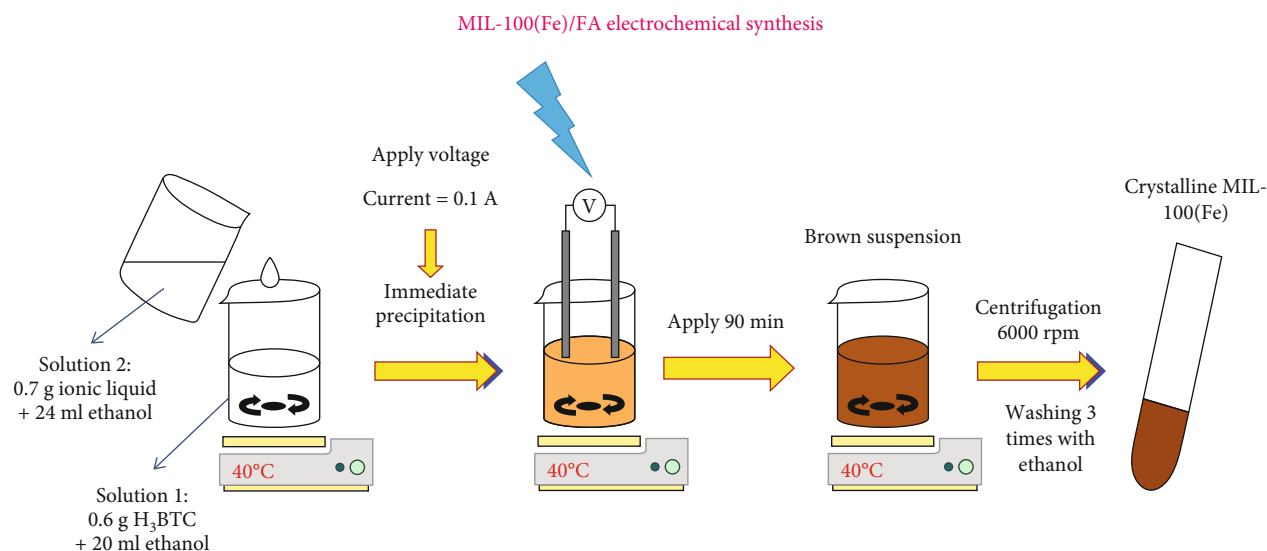 MIL-100(Fe)/FA electrochemical synthesis
Apply voltage
Current = 0.1 A
Immediate
precipitation
Solution 2:
0.7 g ionic liquid
+ 24 ml ethanol
Solution 1:
0.6 g H₃BTC
+ 20 ml ethanol
40°C
V
40°C
Apply 90 min
Brown suspension
40°C
Centrifugation
6000 rpm
Washing 3
times with
ethanol
Crystalline MIL-
100(Fe)